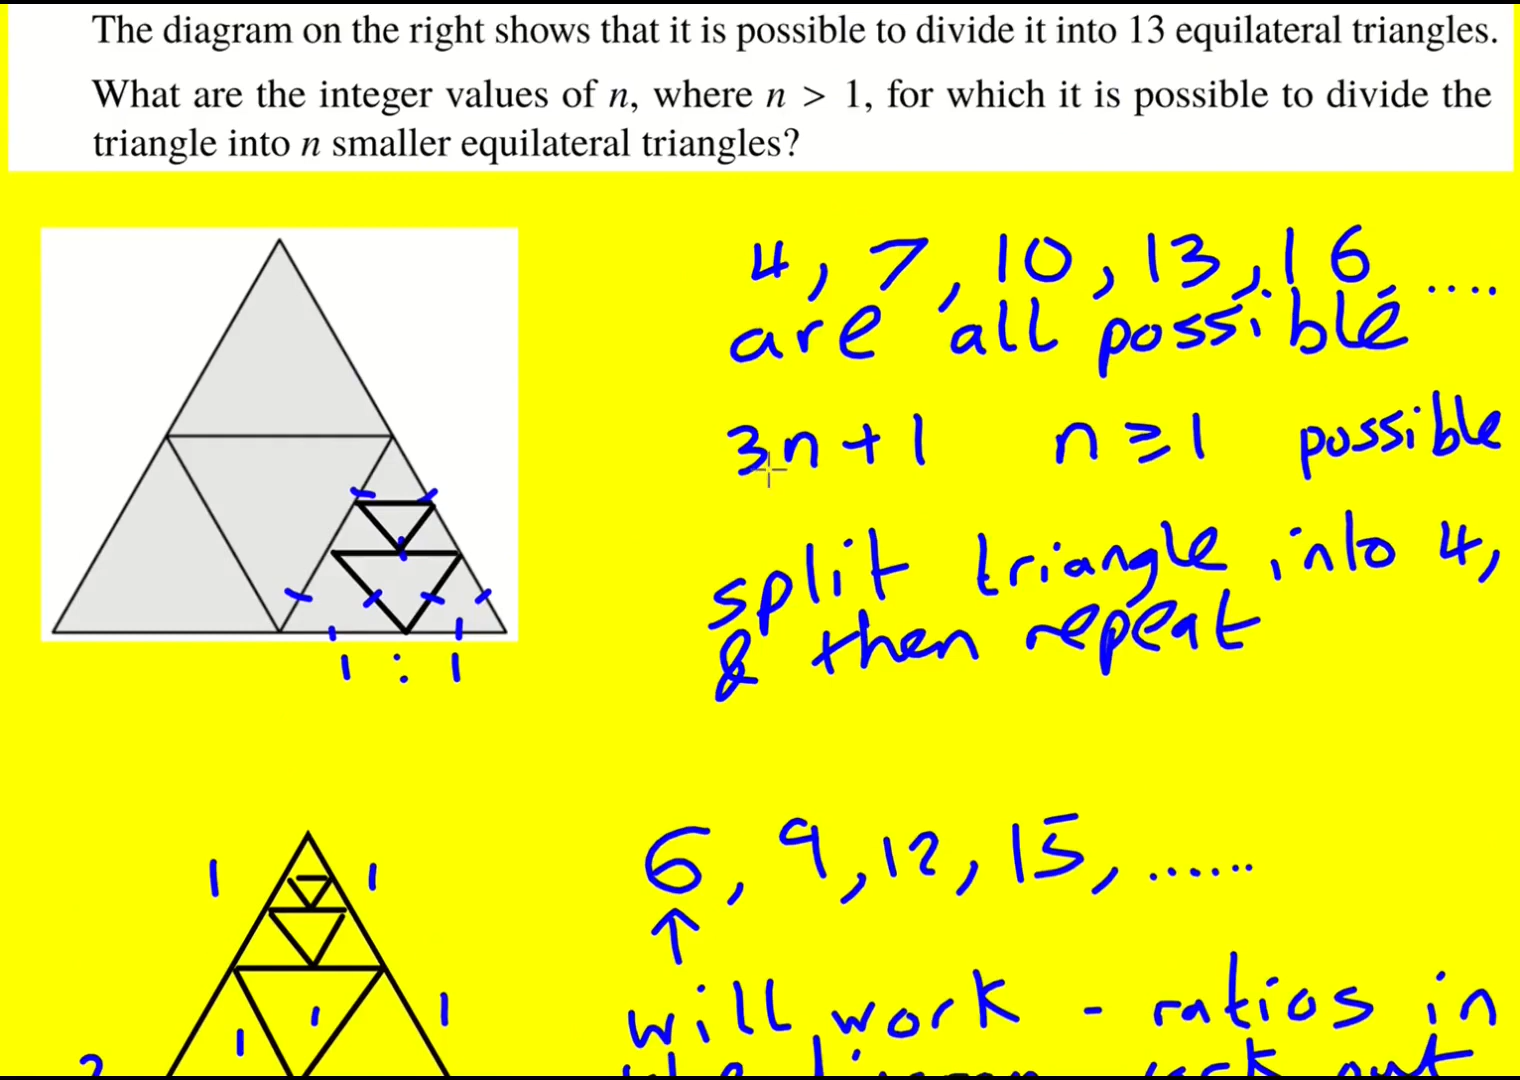 The diagram on the right shows that it is possible to divide it into 13 equilateral triangles.
What are the integer values of n, where n > 1, for which it is possible to divide the
triangle into n smaller equilateral triangles?
4, 7, 10, 13, 16 ....
are all possible
3n + 1 n ⩾ 1 possible
split triangle into 4,
& then repeat
1 : 1
6, 9, 12, 15, ......
↑
1 1
will work - ratios in
1 1 1